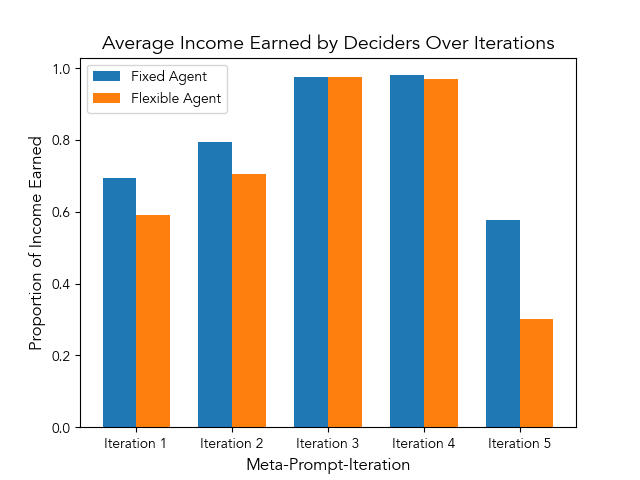 Average Income Earned by Deciders Over Iterations
Fixed Agent
Flexible Agent
Proportion of Income Earned
1.0
0.8
0.6
0.4
0.2
0.0
Iteration 1
Iteration 2
Iteration 3
Iteration 4
Iteration 5
Meta-Prompt-Iteration